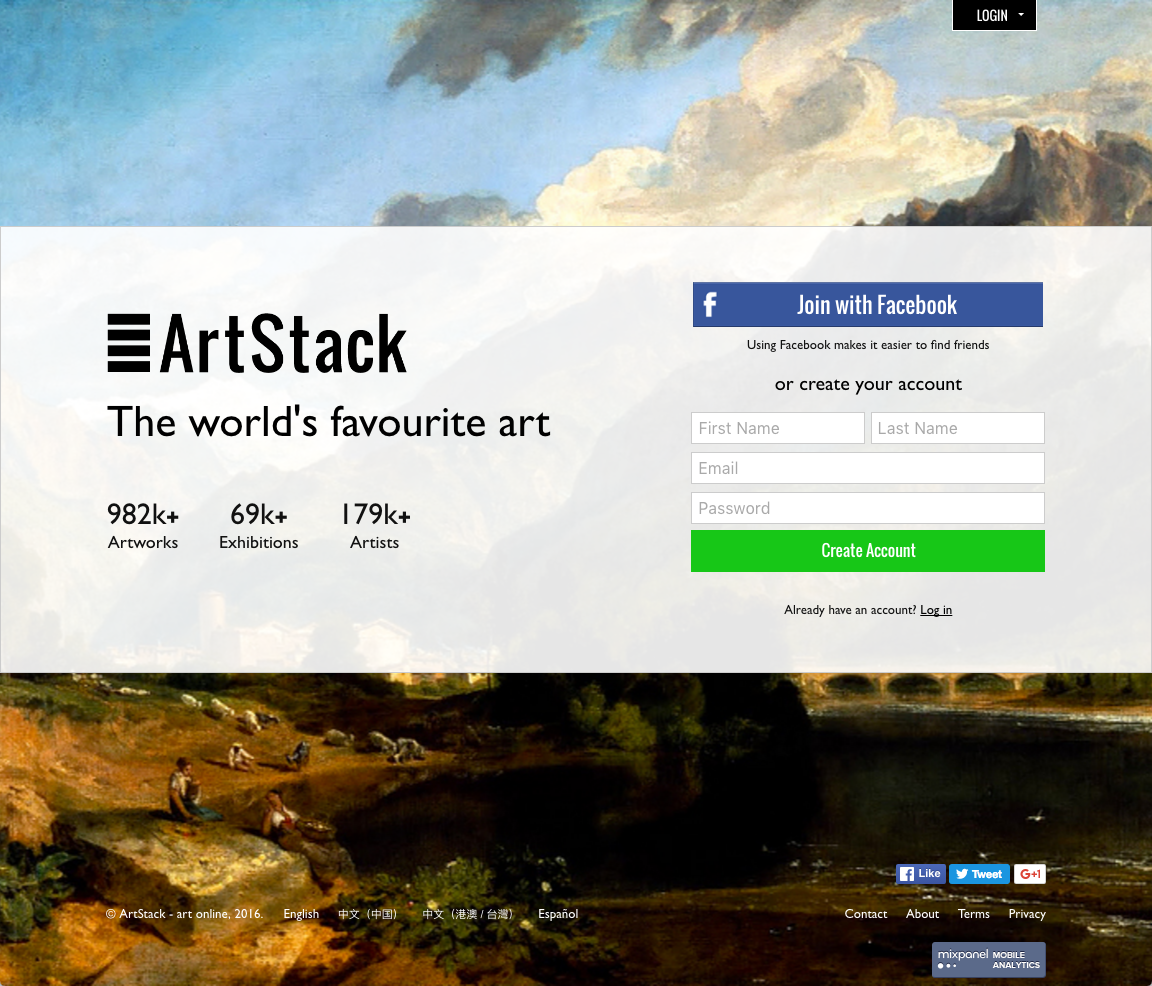 LOGIN
ArtStack
The world's favourite art
982k+ 69k+ 179k+
Artworks Exhibitions Artists
Join with Facebook
Using Facebook makes it easier to find friends
or create your account
First Name Last Name
Email
Password
Create Account
Already have an account? Log in
Like Tweet G+1
© ArtStack - art online, 2016. English 中文（中国） 中文（港澳 / 台灣） Español Contact About Terms Privacy
mixpanel MOBILE
ANALYTICS